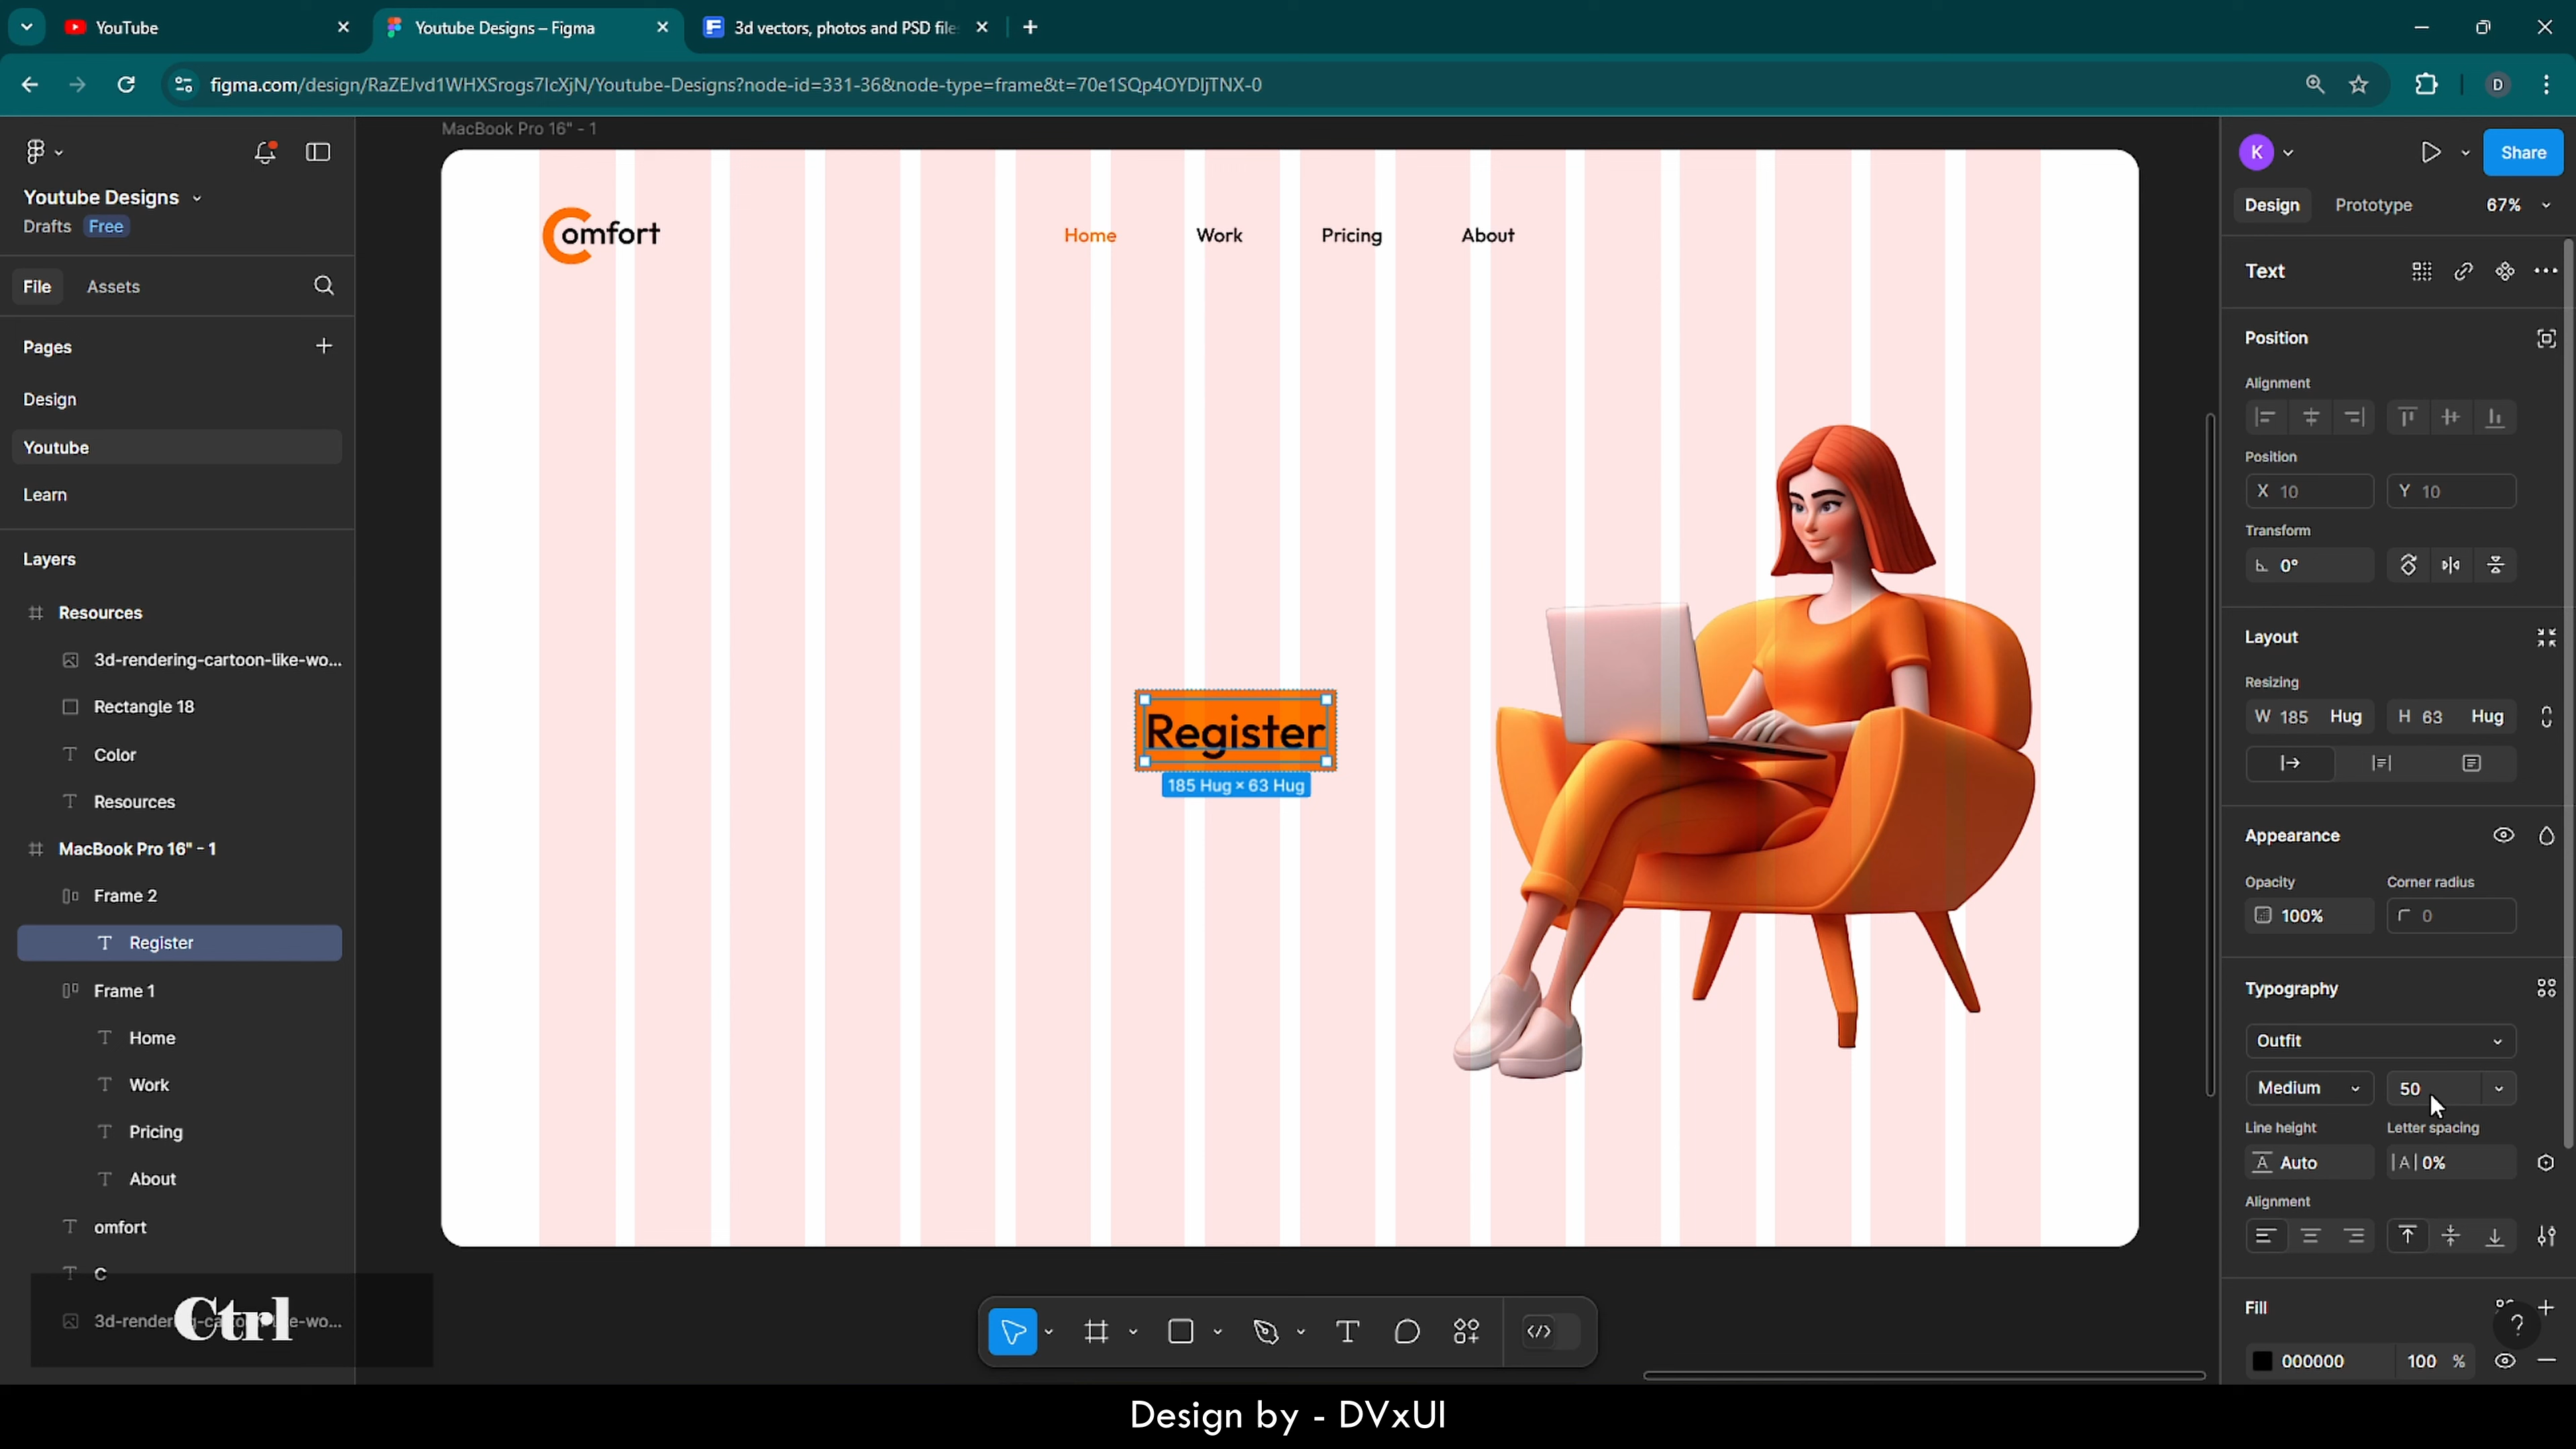 YouTube
Youtube Designs – Figma
3d vectors, photos and PSD file
figma.com/design/RaZEJvd1WHXSrogs7IcXjN/Youtube-Designs?node-id=331-36&node-type=frame&t=70e1SQp4OYDIjTNX-0
D
Youtube Designs
Drafts Free
File Assets
Pages
Design
Youtube
Learn
Layers
Resources
3d-rendering-cartoon-like-wo...
Rectangle 18
Color
Resources
MacBook Pro 16" - 1
Frame 2
Register
Frame 1
Home
Work
Pricing
About
omfort
C
3d-rendering-cartoon-like-wo...
Ctrl
MacBook Pro 16" - 1
Comfort
Home Work Pricing About
Register
185 Hug × 63 Hug
K
Share
Design Prototype 67%
Text
Position
Alignment
Position
X 10 Y 10
Transform
0°
Layout
Resizing
W 185 Hug H 63 Hug
Appearance
Opacity Corner radius
100% 0
Typography
Outfit
Medium 50
Line height Letter spacing
A Auto |A| 0%
Alignment
Fill
?
000000 100 %
Design by - DVxUI